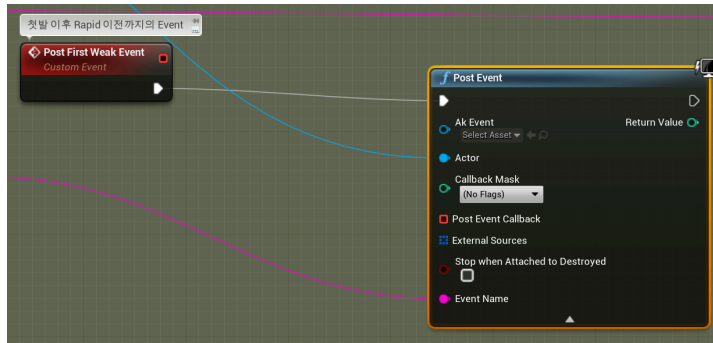 첫발 이후 Rapid 이전까지의 Event
Post First Weak Event
Custom Event
f Post Event
Ak Event
Select Asset
Return Value
Actor
Callback Mask
(No Flags)
Post Event Callback
External Sources
Stop when Attached to Destroyed
Event Name